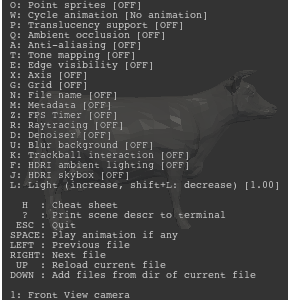 O: Point sprites [OFF]
W: Cycle animation [No animation]
P: Translucency support [OFF]
Q: Ambient occlusion [OFF]
A: Anti-aliasing [OFF]
T: Tone mapping [OFF]
E: Edge visibility [OFF]
X: Axis [OFF]
G: Grid [OFF]
N: File name [OFF]
M: Metadata [OFF]
Z: FPS Timer [OFF]
R: Raytracing [OFF]
D: Denoiser [OFF]
U: Blur background [OFF]
K: Trackball interaction [OFF]
F: HDRI ambient lighting [OFF]
J: HDRI skybox [OFF]
L: Light (increase, shift+L: decrease) [1.00]
H : Cheat sheet
? : Print scene descr to terminal
ESC : Quit
SPACE: Play animation if any
LEFT : Previous file
RIGHT: Next file
UP : Reload current file
DOWN : Add files from dir of current file
1: Front View camera